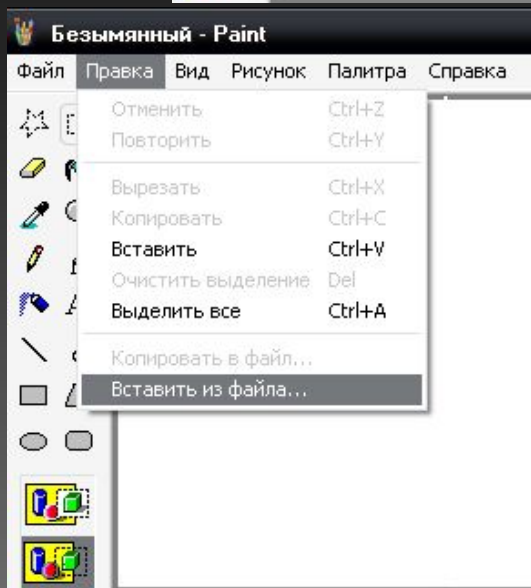 Безымянный - Paint
Файл Правка Вид Рисунок Палитра Справка
Отменить Ctrl+Z
Повторить Ctrl+Y
Вырезать Ctrl+X
Копировать Ctrl+C
Вставить Ctrl+V
Очистить выделение Del
Выделить все Ctrl+A
Копировать в файл...
Вставить из файла...